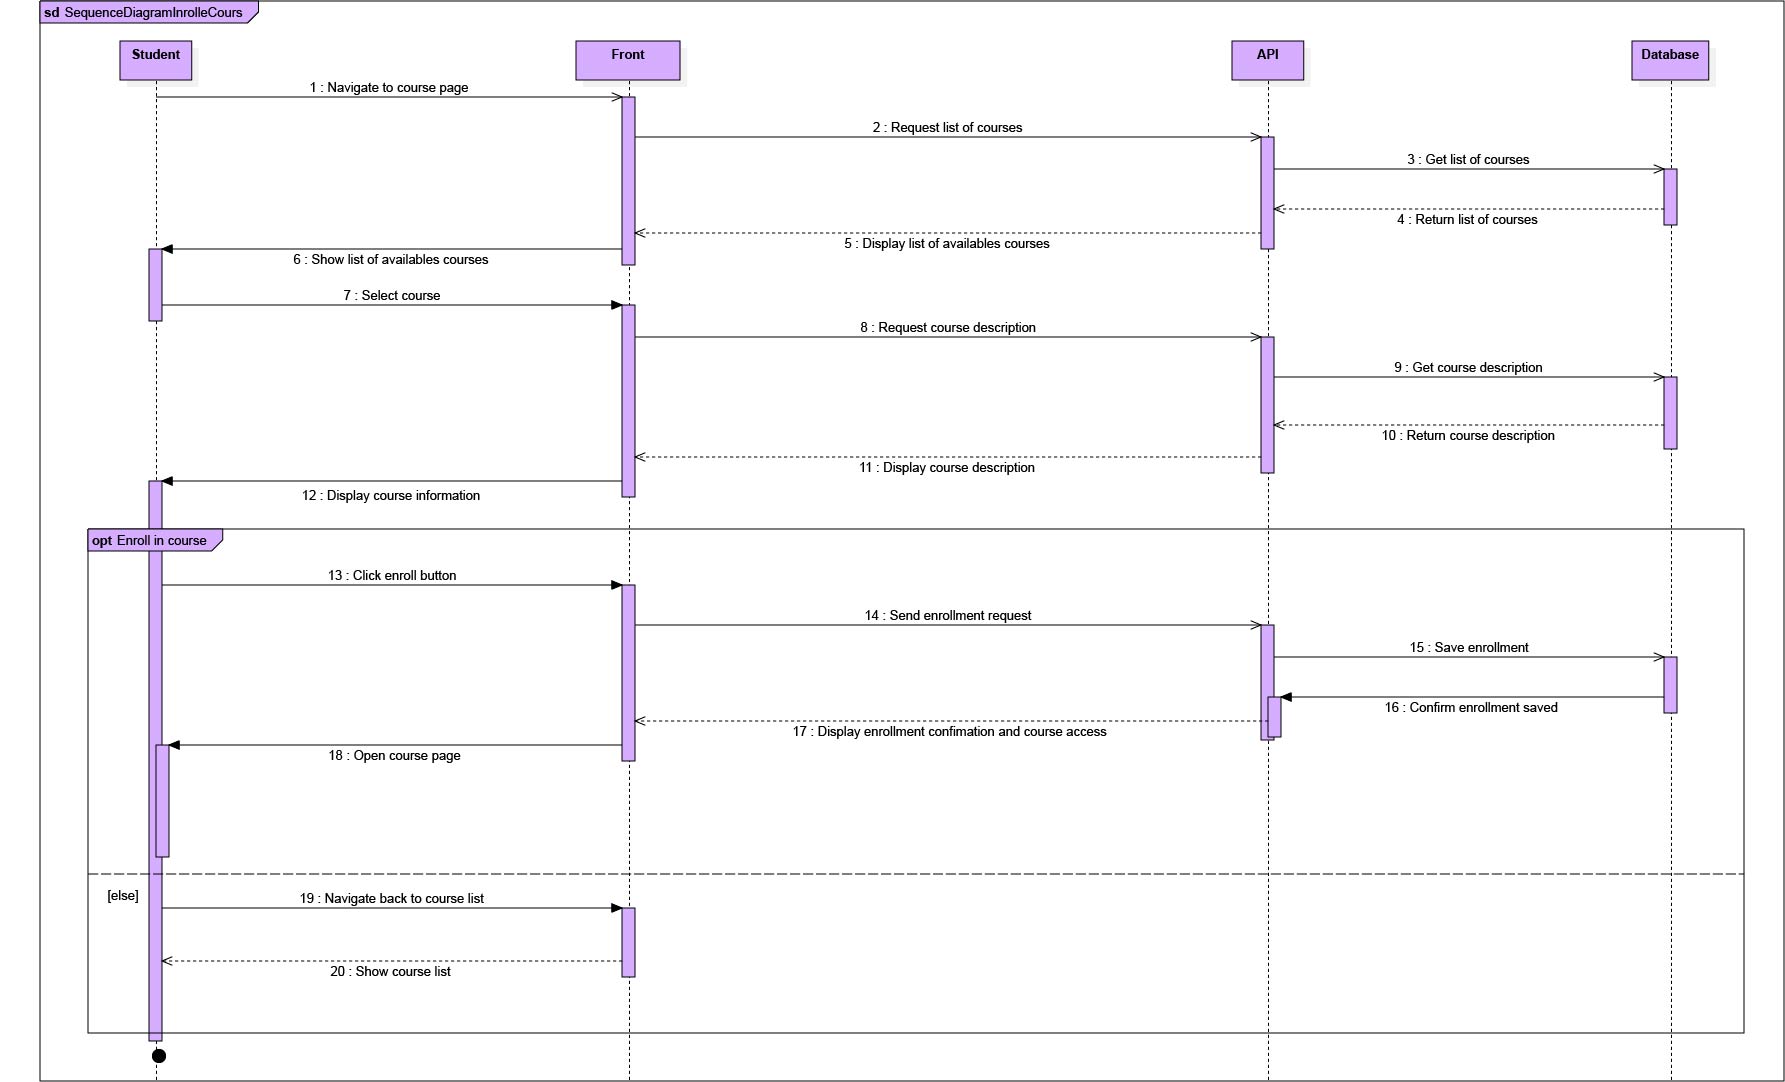 sd SequenceDiagramInrolleCours
Student
Front
API
Database
1 : Navigate to course page
2 : Request list of courses
3 : Get list of courses
4 : Return list of courses
5 : Display list of availables courses
6 : Show list of availables courses
7 : Select course
8 : Request course description
9 : Get course description
10 : Return course description
11 : Display course description
12 : Display course information
opt Enroll in course
13 : Click enroll button
14 : Send enrollment request
15 : Save enrollment
16 : Confirm enrollment saved
17 : Display enrollment confimation and course access
18 : Open course page
[else]
19 : Navigate back to course list
20 : Show course list